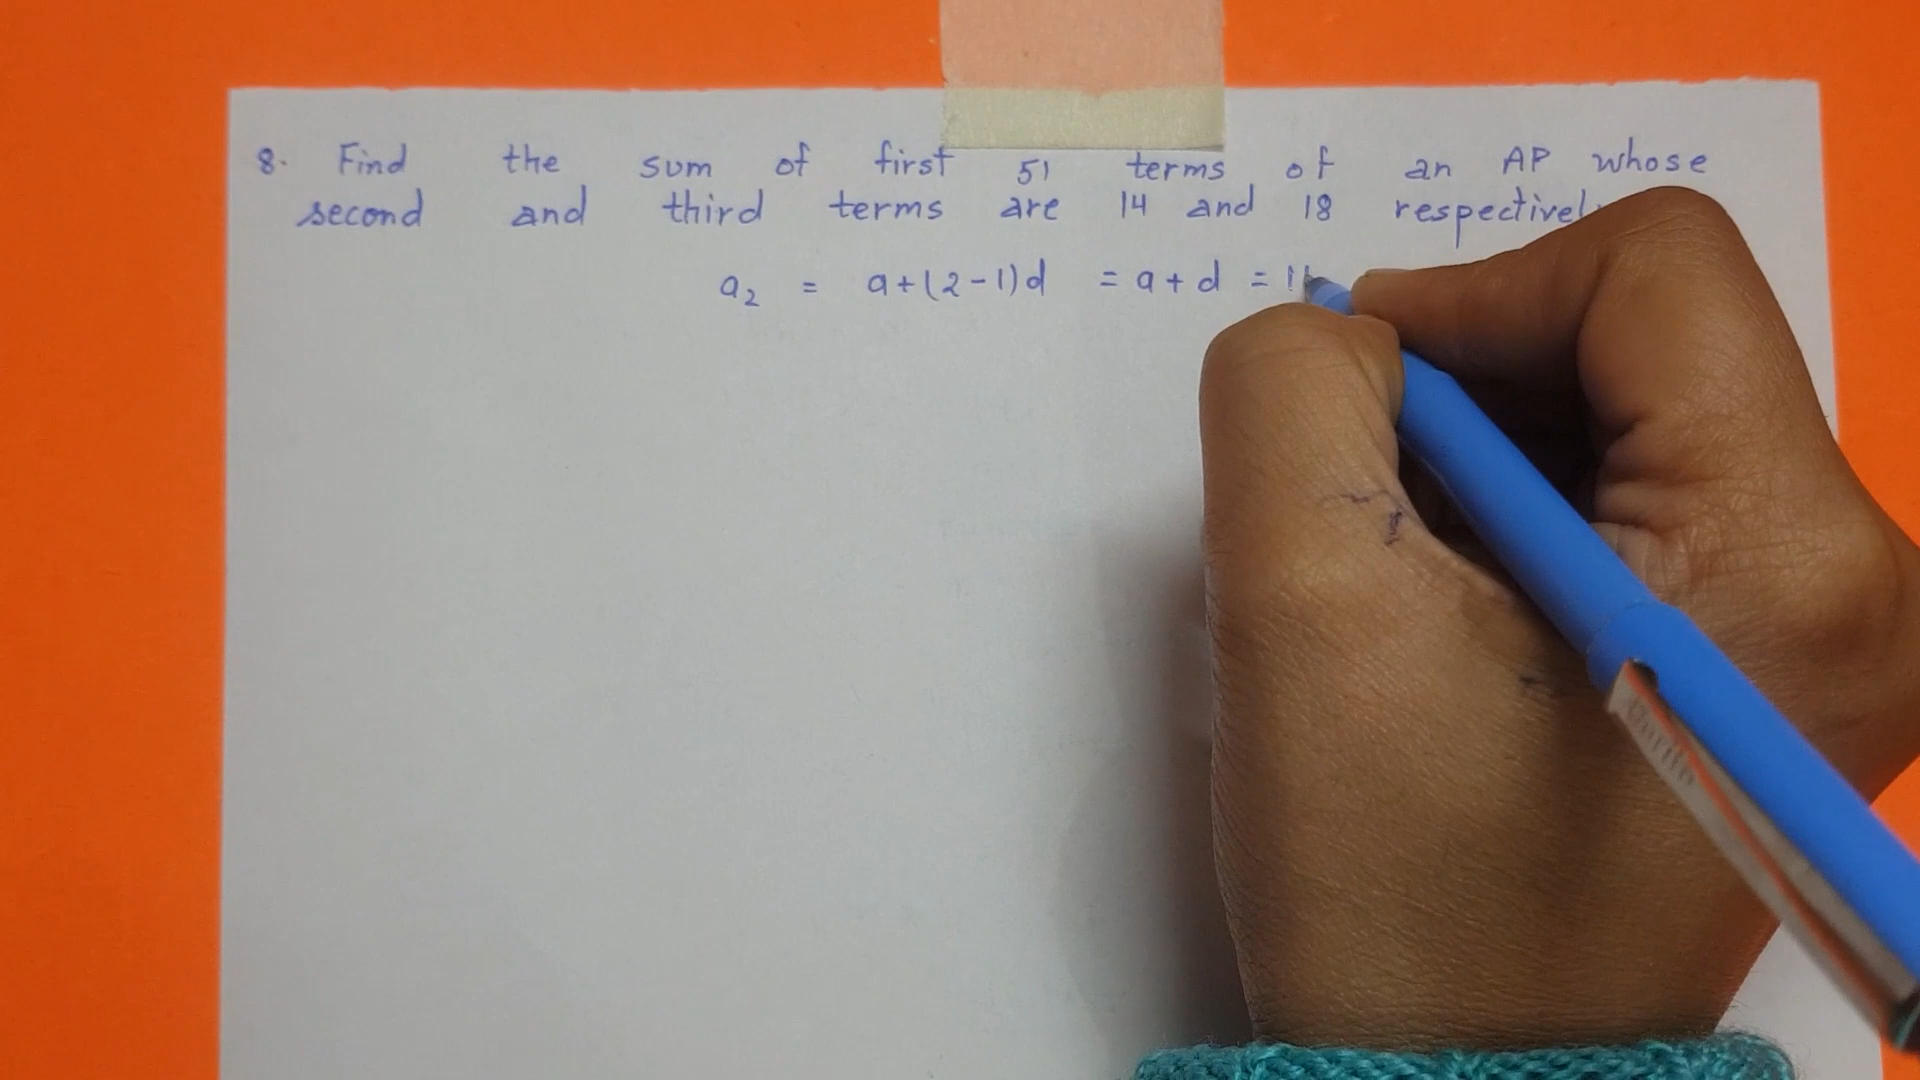 8. Find the sum of first 51 terms of an AP whose
second and third terms are 14 and 18 respectively
a₂ = a+(2-1)d = a+d =